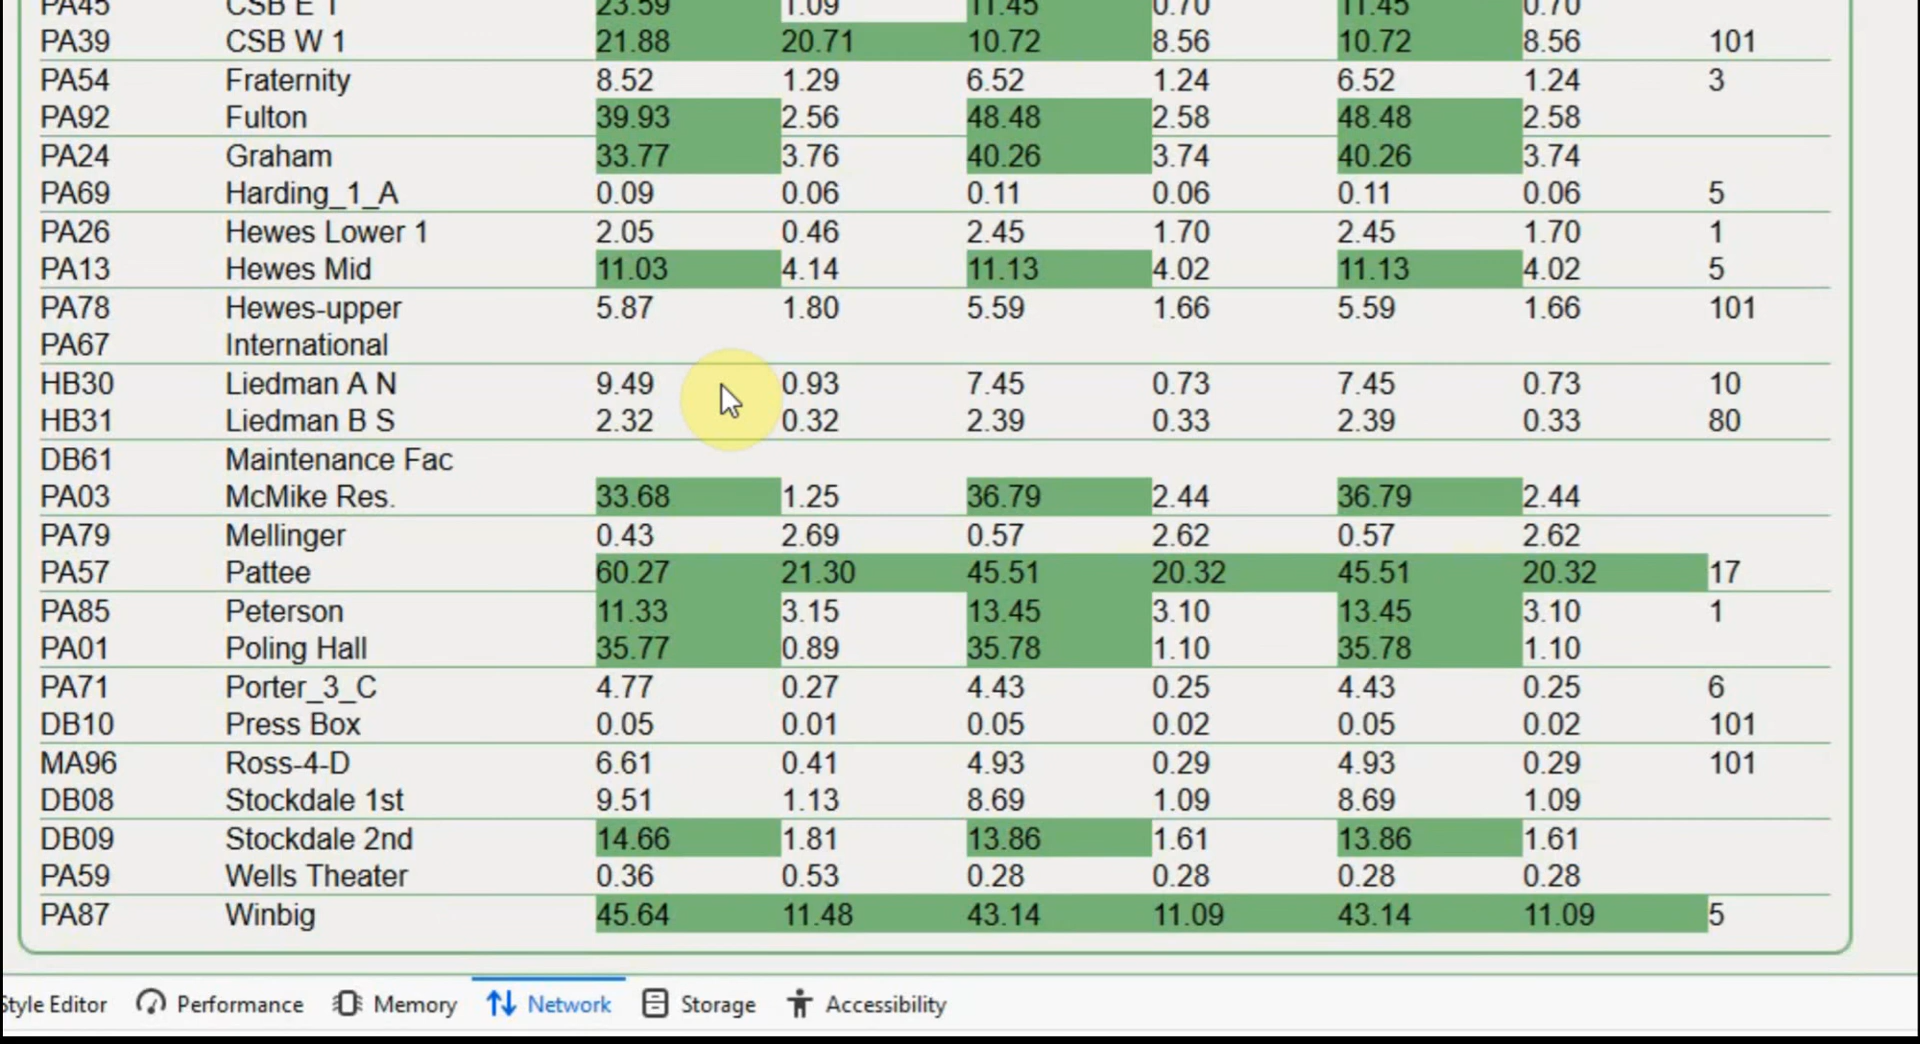 PA45 CSB E 1 23.59 1.09 11.45 0.70 11.45 0.70
PA39 CSB W 1 21.88 20.71 10.72 8.56 10.72 8.56 101
PA54 Fraternity 8.52 1.29 6.52 1.24 6.52 1.24 3
PA92 Fulton 39.93 2.56 48.48 2.58 48.48 2.58
PA24 Graham 33.77 3.76 40.26 3.74 40.26 3.74
PA69 Harding_1_A 0.09 0.06 0.11 0.06 0.11 0.06 5
PA26 Hewes Lower 1 2.05 0.46 2.45 1.70 2.45 1.70 1
PA13 Hewes Mid 11.03 4.14 11.13 4.02 11.13 4.02 5
PA78 Hewes-upper 5.87 1.80 5.59 1.66 5.59 1.66 101
PA67 International
HB30 Liedman A N 9.49 0.93 7.45 0.73 7.45 0.73 10
HB31 Liedman B S 2.32 0.32 2.39 0.33 2.39 0.33 80
DB61 Maintenance Fac
PA03 McMike Res. 33.68 1.25 36.79 2.44 36.79 2.44
PA79 Mellinger 0.43 2.69 0.57 2.62 0.57 2.62
PA57 Pattee 60.27 21.30 45.51 20.32 45.51 20.32 17
PA85 Peterson 11.33 3.15 13.45 3.10 13.45 3.10 1
PA01 Poling Hall 35.77 0.89 35.78 1.10 35.78 1.10
PA71 Porter_3_C 4.77 0.27 4.43 0.25 4.43 0.25 6
DB10 Press Box 0.05 0.01 0.05 0.02 0.05 0.02 101
MA96 Ross-4-D 6.61 0.41 4.93 0.29 4.93 0.29 101
DB08 Stockdale 1st 9.51 1.13 8.69 1.09 8.69 1.09
DB09 Stockdale 2nd 14.66 1.81 13.86 1.61 13.86 1.61
PA59 Wells Theater 0.36 0.53 0.28 0.28 0.28 0.28
PA87 Winbig 45.64 11.48 43.14 11.09 43.14 11.09 5
Style Editor Performance Memory Network Storage Accessibility